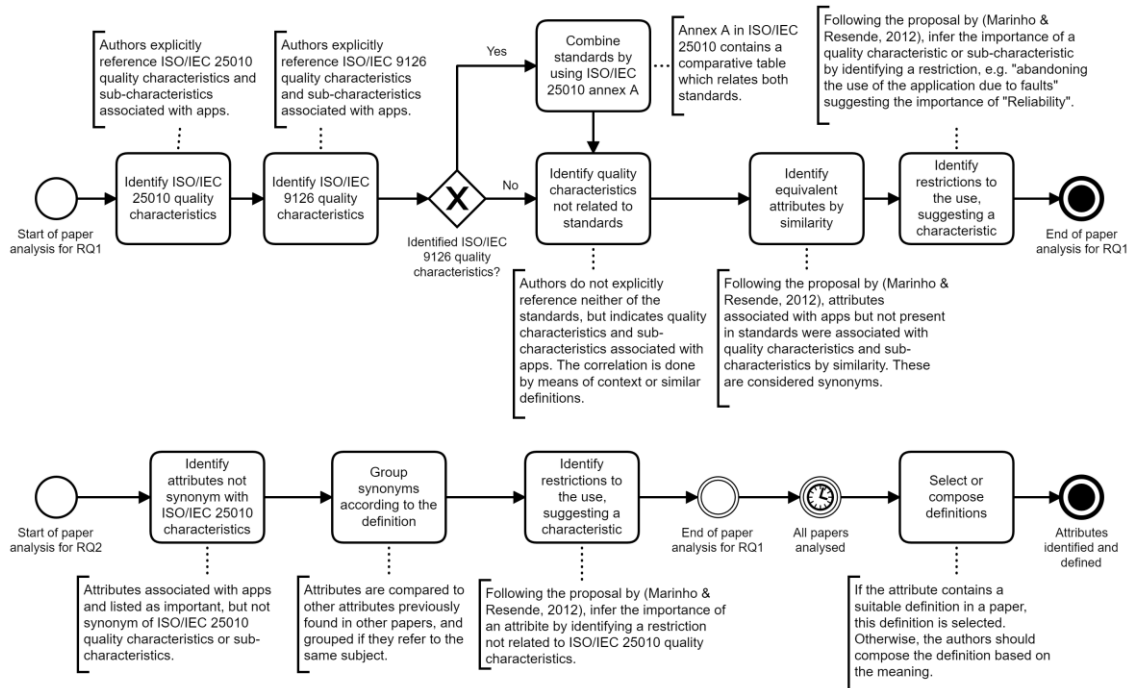 Authors explicitly
reference ISO/IEC 25010
quality characteristics and
sub-characteristics
associated with apps.
Authors explicitly
reference ISO/IEC 9126
quality characteristics
and sub-characteristics
associated with apps.
Yes
Combine
standards by
using ISO/IEC
25010 annex A
Annex A in ISO/IEC
25010 contains a
comparative table
which relates both
standards.
Following the proposal by (Marinho &
Resende, 2012), infer the importance of a
quality characteristic or sub-characteristic
by identifying a restriction, e.g. "abandoning
the use of the application due to faults"
suggesting the importance of "Reliability".
Start of paper
analysis for RQ1
Identify ISO/IEC
25010 quality
characteristics
Identify ISO/IEC
9126 quality
characteristics
X
Identified ISO/IEC
9126 quality
characteristics?
No
Identify quality
characteristics
not related to
standards
Identify
equivalent
attributes by
similarity
Identify
restrictions to
the use,
suggesting a
characteristic
End of paper
analysis for RQ1
Authors do not explicitly
reference neither of the
standards, but indicates quality
characteristics and sub-
characteristics associated with
apps. The correlation is done
by means of context or similar
definitions.
Following the proposal by (Marinho &
Resende, 2012), attributes
associated with apps but not present
in standards were associated with
quality characteristics and sub-
characteristics by similarity. These
are considered synonyms.
Start of paper
analysis for RQ2
Identify
attributes not
synonym with
ISO/IEC 25010
characteristics
Group
synonyms
according to the
definition
Identify
restrictions to
the use,
suggesting a
characteristic
End of paper
analysis for RQ1
All papers
analysed
Select or
compose
definitions
Attributes
identified and
defined
Attributes associated with apps
and listed as important, but not
synonym of ISO/IEC 25010
quality characteristics or sub-
characteristics.
Attributes are compared to
other attributes previously
found in other papers, and
grouped if they refer to the
same subject.
Following the proposal by (Marinho &
Resende, 2012), infer the importance of
an attribite by identifying a restriction
not related to ISO/IEC 25010 quality
characteristics.
If the attribute contains a
suitable definition in a paper,
this definition is selected.
Otherwise, the authors should
compose the definition based on
the meaning.